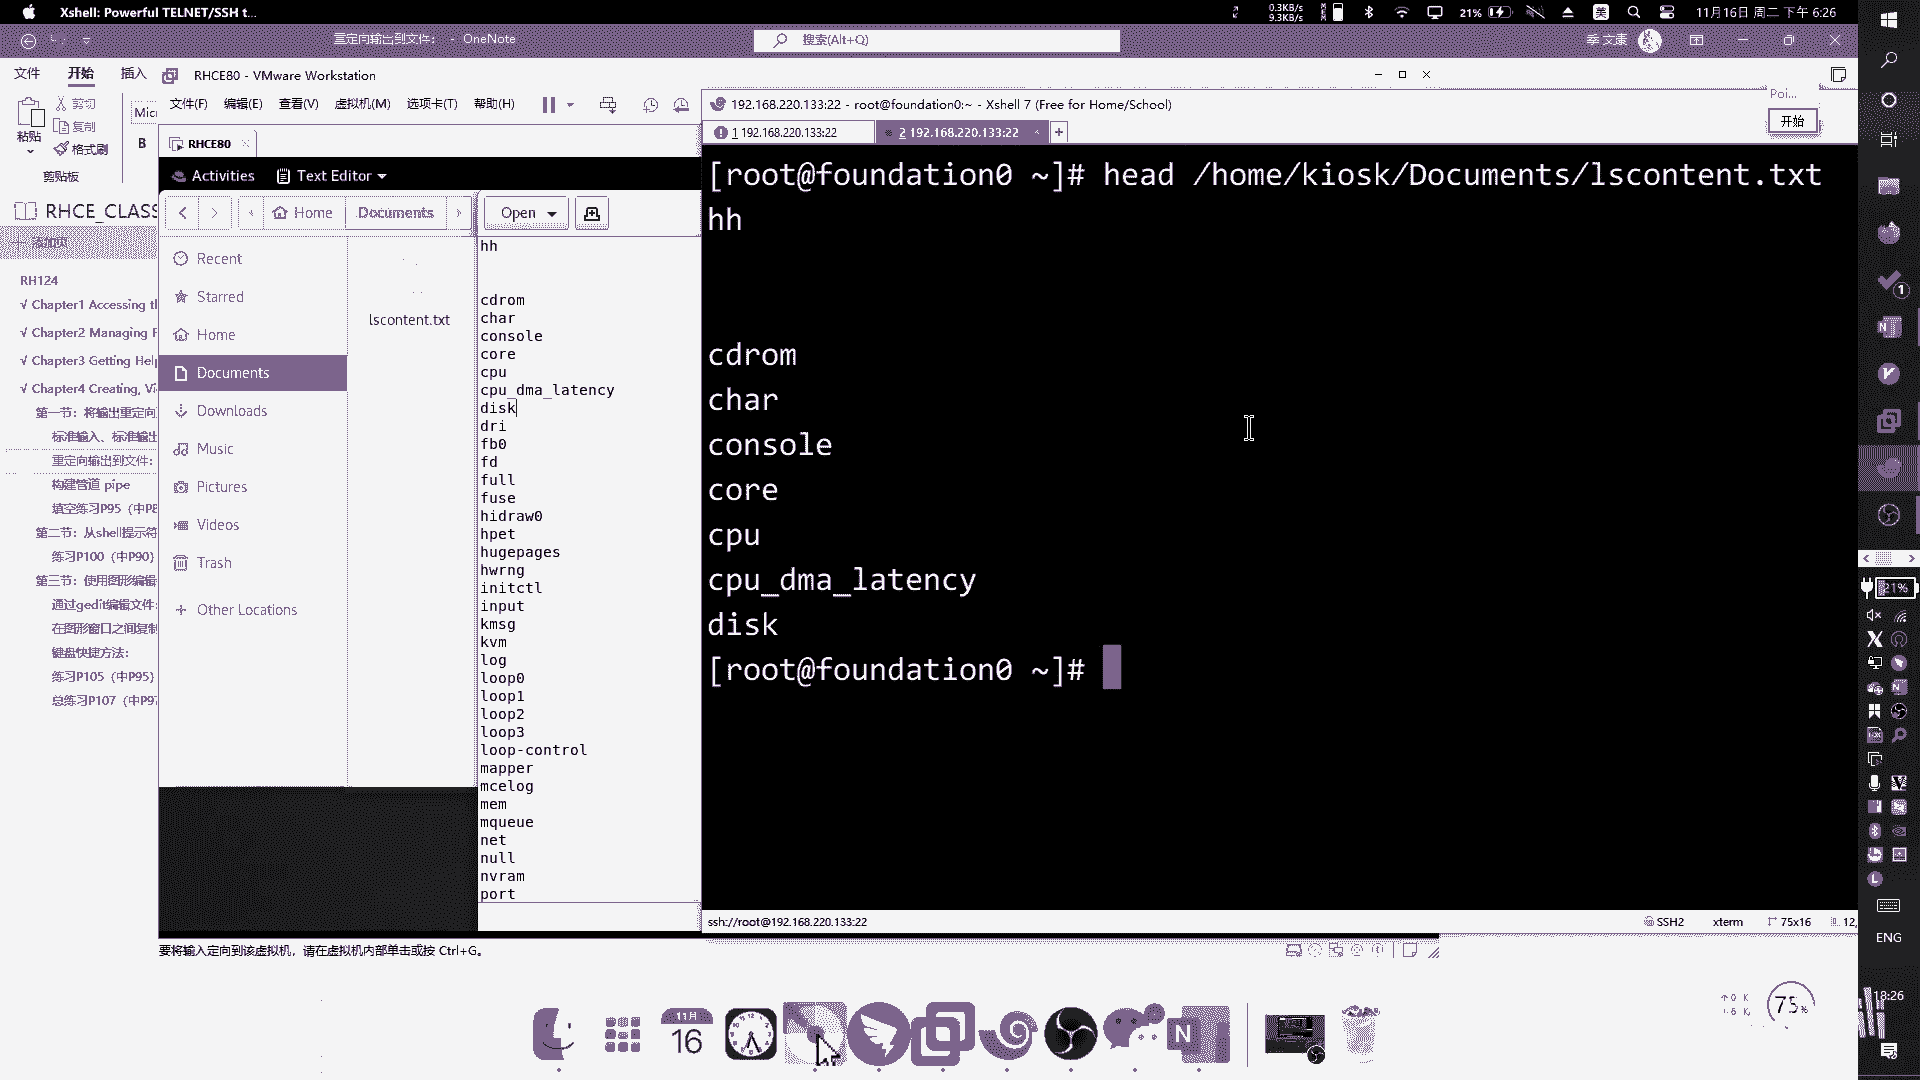 Xshell: Powerful TELNET/SSH t...
0.3KB/s
9.3KB/s
21%
美
11月16日 周二 下午 6:26
重定向输出到文件： - OneNote
搜索(Alt+Q)
季 文康
文件
开始
插入
剪切
复制
格式刷
粘贴
剪贴板
Mic
B
RHCE80 - VMware Workstation
文件(F)
编辑(E)
查看(V)
虚拟机(M)
选项卡(T)
帮助(H)
RHCE80
Activities
Text Editor
Home
Documents
Open
RHCE_CLASS
添加页
RH124
√ Chapter1 Accessing th
√ Chapter2 Managing F
√ Chapter3 Getting Help
√ Chapter4 Creating, Vi
第一节：将输出重定向
标准输入、标准输出
重定向输出到文件：
构建管道 pipe
填空练习P95（中P8
第二节：从shell提示符
练习P100（中P90）
第三节：使用图形编辑
通过gedit编辑文件：
在图形窗口之间复制
键盘快捷方法：
练习P105（中P95）
总练习P107（中P97
Recent
Starred
Home
Documents
Downloads
Music
Pictures
Videos
Trash
Other Locations
lscontent.txt
hh
cdrom
char
console
core
cpu
cpu_dma_latency
disk
dri
fb0
fd
full
fuse
hidraw0
hpet
hugepages
hwrng
initctl
input
kmsg
kvm
log
loop0
loop1
loop2
loop3
loop-control
mapper
mcelog
mem
mqueue
net
null
nvram
port
192.168.220.133:22 - root@foundation0:~ - Xshell 7 (Free for Home/School)
1 192.168.220.133:22
2 192.168.220.133:22
Poi...
开始
[root@foundation0 ~]# head /home/kiosk/Documents/lscontent.txt
hh
cdrom
char
console
core
cpu
cpu_dma_latency
disk
[root@foundation0 ~]#
ssh://root@192.168.220.133:22
SSH2
xterm
75x16
12,
要将输入定向到该虚拟机，请在虚拟机内部单击或按 Ctrl+G。
11月
16
N
75%
1
21%
ENG
18:26